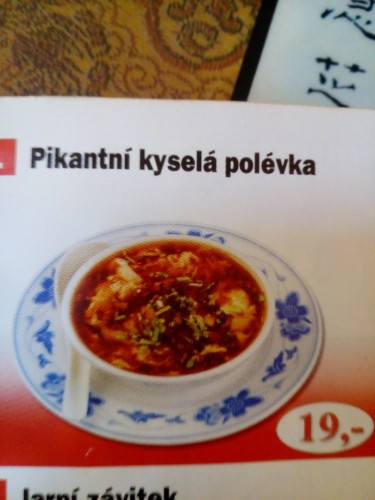 Pikantní kyselá polévka
19,-
Jarní závitek